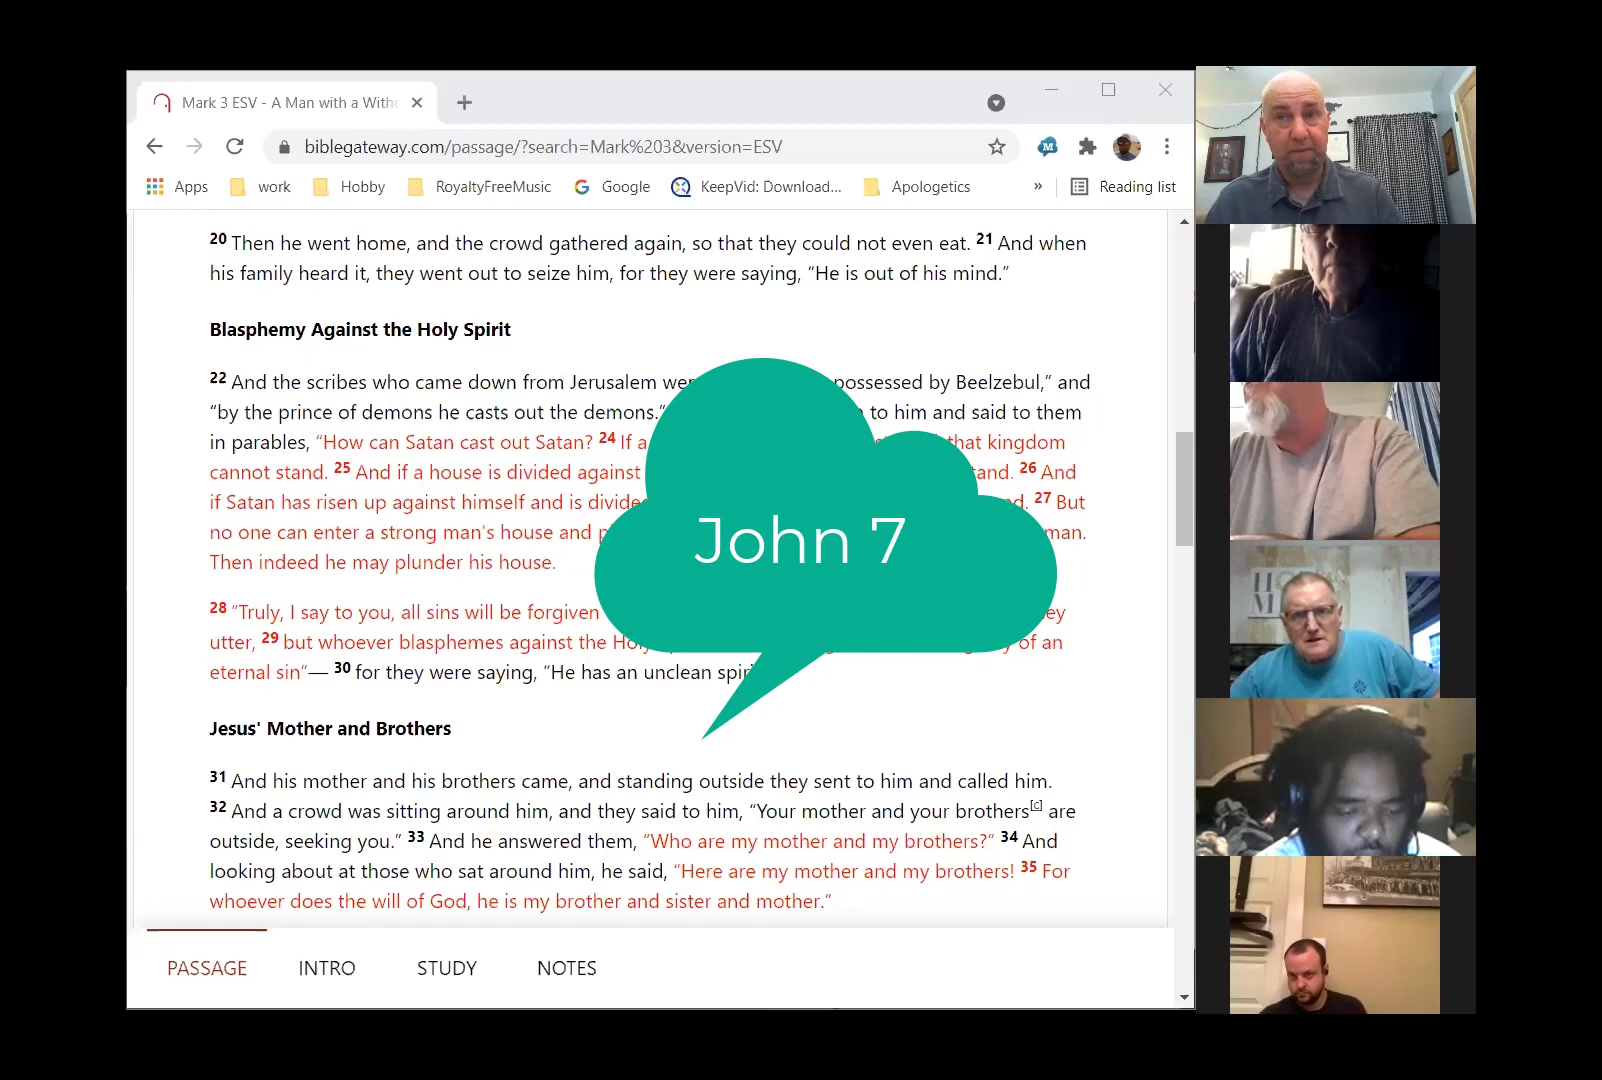 Mark 3 ESV - A Man with a Withe
biblegateway.com/passage/?search=Mark%203&version=ESV
M
Apps work Hobby RoyaltyFreeMusic G Google KeepVid: Download... Apologetics » Reading list
20 Then he went home, and the crowd gathered again, so that they could not even eat. 21 And when
his family heard it, they went out to seize him, for they were saying, “He is out of his mind.”
Blasphemy Against the Holy Spirit
22 And the scribes who came down from Jerusalem wer possessed by Beelzebul,” and
“by the prince of demons he casts out the demons.” to him and said to them
in parables, “How can Satan cast out Satan? 24 If a that kingdom
cannot stand. 25 And if a house is divided against tand. 26 And
if Satan has risen up against himself and is divided d. 27 But
no one can enter a strong man's house and pl man.
Then indeed he may plunder his house.
John 7
28 “Truly, I say to you, all sins will be forgiven ey
utter, 29 but whoever blasphemes against the Holy of an
eternal sin”— 30 for they were saying, “He has an unclean spiri
Jesus' Mother and Brothers
31 And his mother and his brothers came, and standing outside they sent to him and called him.
32 And a crowd was sitting around him, and they said to him, “Your mother and your brothers[c] are
outside, seeking you.” 33 And he answered them, “Who are my mother and my brothers?” 34 And
looking about at those who sat around him, he said, “Here are my mother and my brothers! 35 For
whoever does the will of God, he is my brother and sister and mother.”
PASSAGE INTRO STUDY NOTES